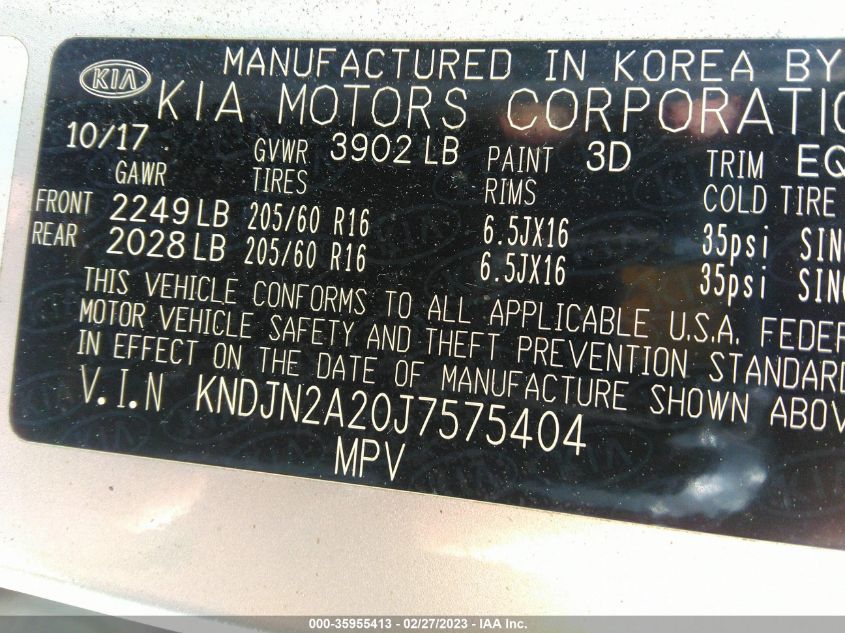 MANUFACTURED IN KOREA BY
KIA KIA MOTORS CORPORATIO
10/17 GVWR 3902 LB PAINT 3D TRIM EQ
GAWR TIRES RIMS COLD TIRE
FRONT 2249 LB 205/60 R16 6.5JX16 35psi SING
REAR 2028 LB 205/60 R16 6.5JX16 35psi SING
THIS VEHICLE CONFORMS TO ALL APPLICABLE U.S.A. FEDER
MOTOR VEHICLE SAFETY AND THEFT PREVENTION STANDARD
IN EFFECT ON THE DATE OF MANUFACTURE SHOWN ABOV
V.I.N KNDJN2A20J7575404
MPV
000-35955413 - 02/27/2023 - IAA Inc.